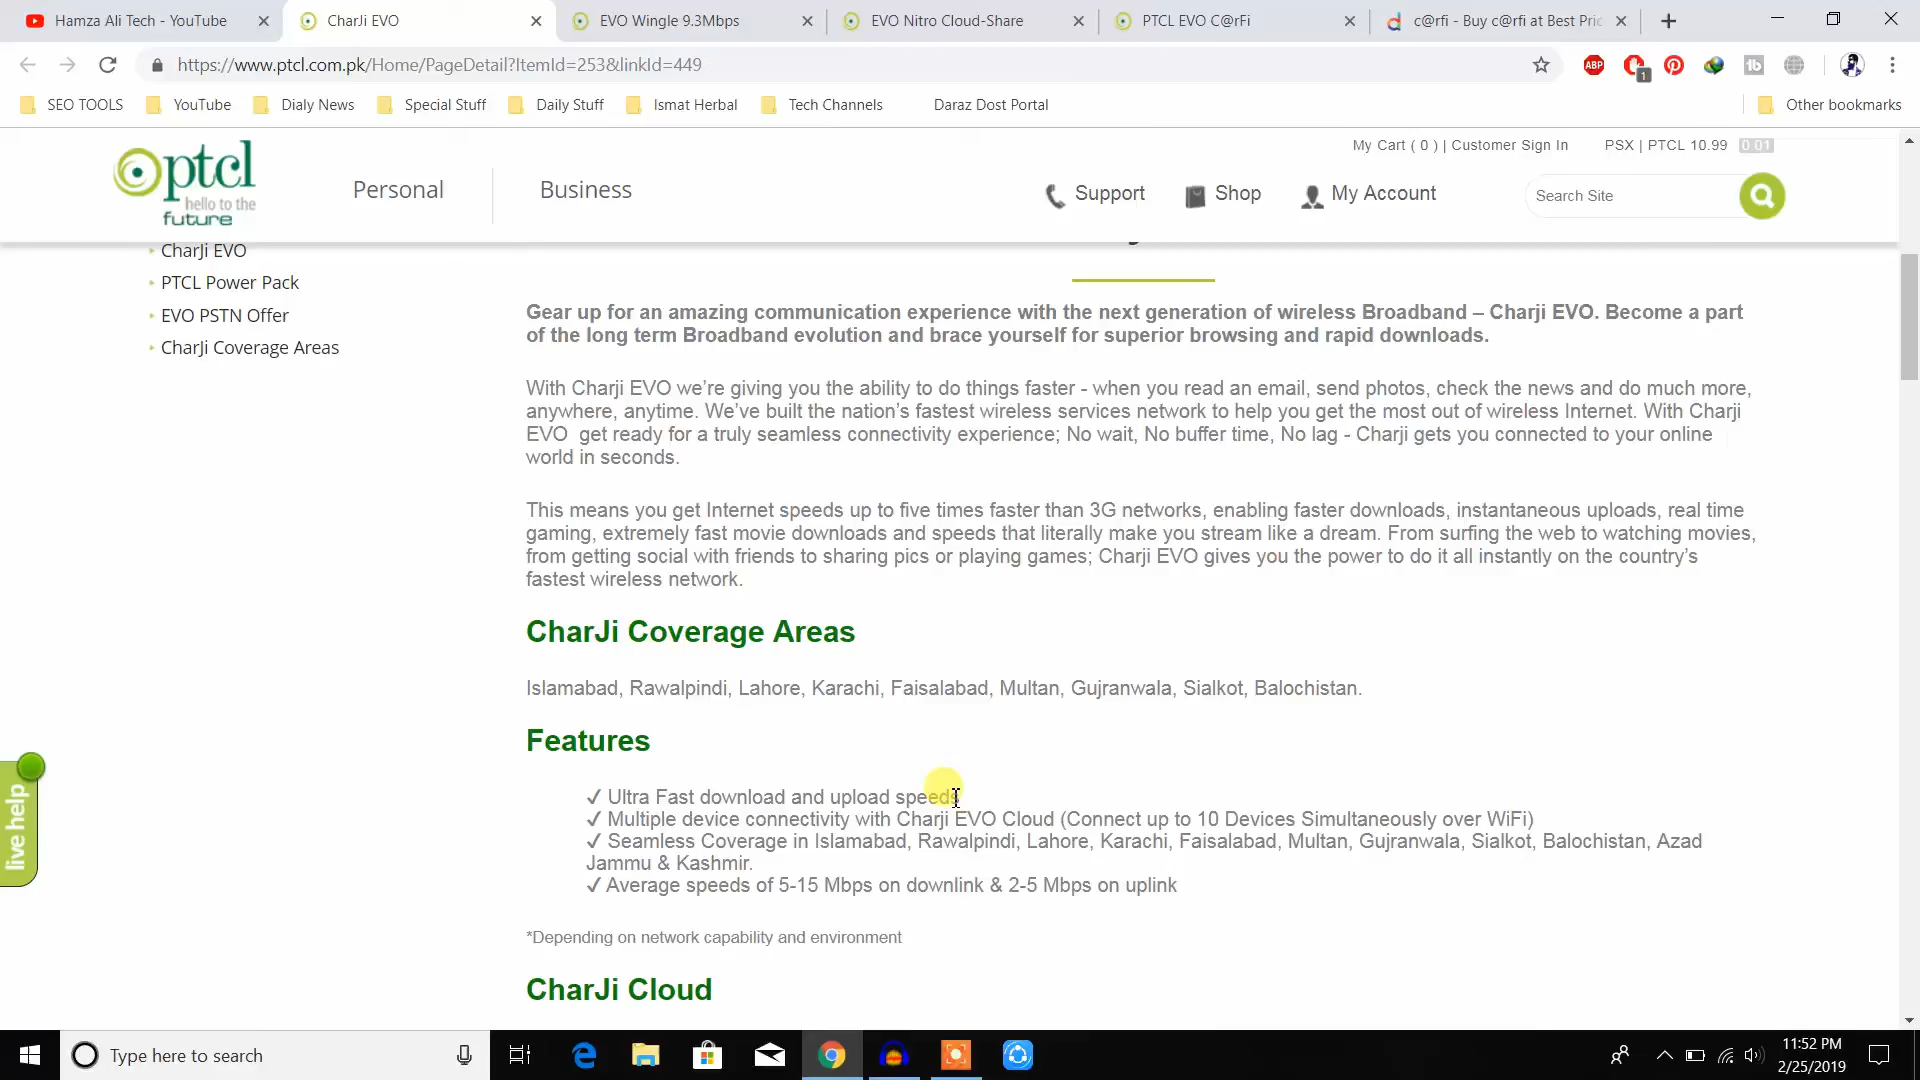 Hamza Ali Tech - YouTube
CharJi EVO
EVO Wingle 9.3Mbps
EVO Nitro Cloud-Share
PTCL EVO C@rFi
c@rfi - Buy c@rfi at Best Pric
https://www.ptcl.com.pk/Home/PageDetail?ItemId=253&linkId=449
ABP
1
tb
SEO TOOLS
YouTube
Dialy News
Special Stuff
Daily Stuff
Ismat Herbal
Tech Channels
Daraz Dost Portal
Other bookmarks
My Cart ( 0 ) | Customer Sign In
PSX | PTCL 10.99 0.01
ptcl
hello to the
future
Personal
Business
Support
Shop
My Account
Search Site
CharJi EVO
PTCL Power Pack
EVO PSTN Offer
CharJi Coverage Areas
Gear up for an amazing communication experience with the next generation of wireless Broadband – Charji EVO. Become a part
of the long term Broadband evolution and brace yourself for superior browsing and rapid downloads.
With Charji EVO we’re giving you the ability to do things faster - when you read an email, send photos, check the news and do much more,
anywhere, anytime. We’ve built the nation’s fastest wireless services network to help you get the most out of wireless Internet. With Charji
EVO  get ready for a truly seamless connectivity experience; No wait, No buffer time, No lag - Charji gets you connected to your online
world in seconds.
This means you get Internet speeds up to five times faster than 3G networks, enabling faster downloads, instantaneous uploads, real time
gaming, extremely fast movie downloads and speeds that literally make you stream like a dream. From surfing the web to watching movies,
from getting social with friends to sharing pics or playing games; Charji EVO gives you the power to do it all instantly on the country’s
fastest wireless network.
CharJi Coverage Areas
Islamabad, Rawalpindi, Lahore, Karachi, Faisalabad, Multan, Gujranwala, Sialkot, Balochistan.
Features
✓ Ultra Fast download and upload speeds
✓ Multiple device connectivity with Charji EVO Cloud (Connect up to 10 Devices Simultaneously over WiFi)
✓ Seamless Coverage in Islamabad, Rawalpindi, Lahore, Karachi, Faisalabad, Multan, Gujranwala, Sialkot, Balochistan, Azad
Jammu & Kashmir.
✓ Average speeds of 5-15 Mbps on downlink & 2-5 Mbps on uplink
*Depending on network capability and environment
CharJi Cloud
live help
Type here to search
11:52 PM
2/25/2019